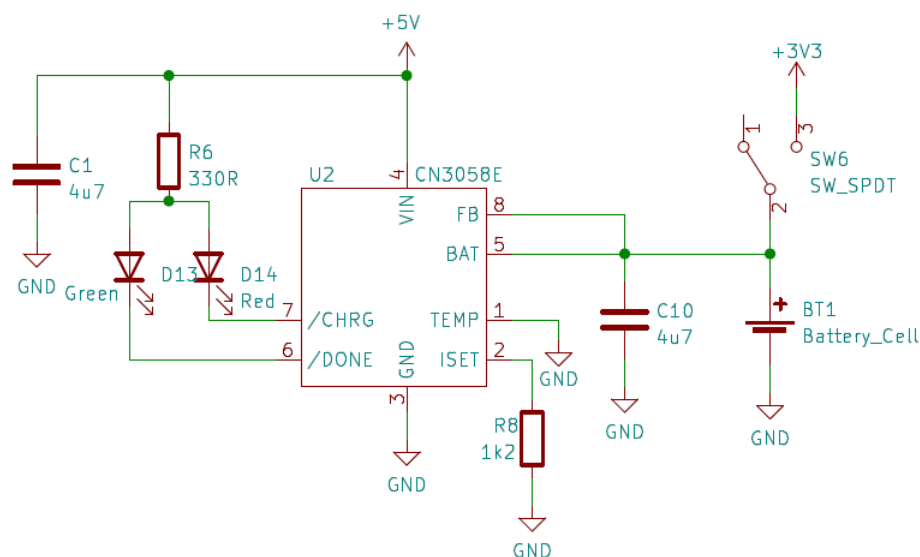 +5V
+3V3
1
3
SW6
SW_SPDT
2
C1
4u7
R6
330R
U2
CN3058E
4
VIN
FB
8
BAT
5
GND
D13
Green
D14
Red
7
/CHRG
TEMP
1
6
/DONE
ISET
2
GND
3
GND
C10
4u7
BT1
Battery_Cell
R8
1k2
GND
GND
GND
GND